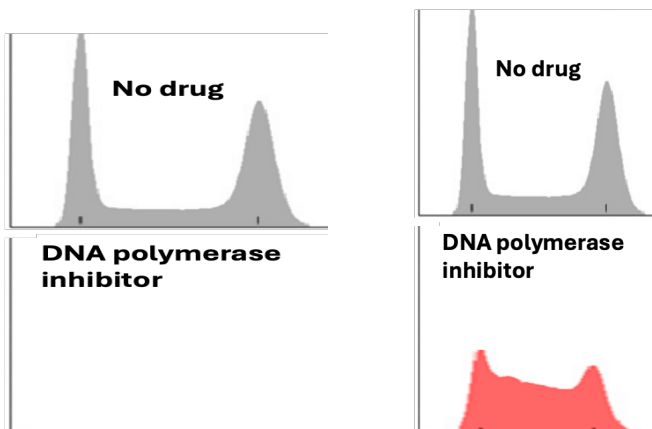 No drug
DNA polymerase
inhibitor
No drug
DNA polymerase
inhibitor